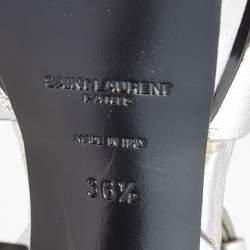 SAINT LAURENT
PARIS
MADE IN ITALY
36½